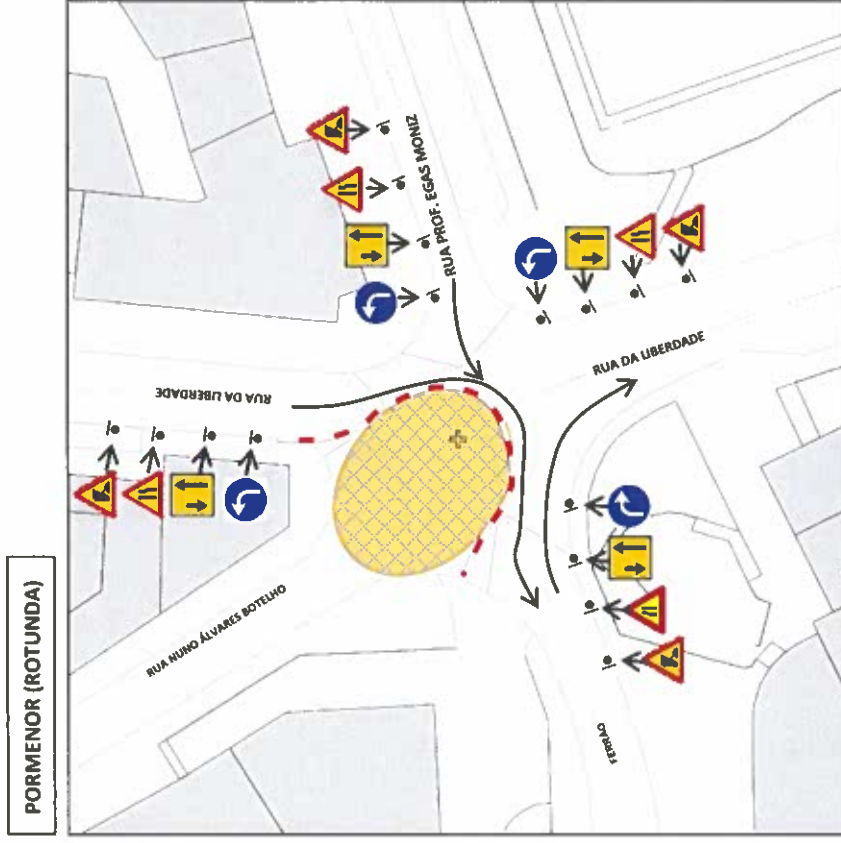 PORMENOR (ROTUNDA)
RUA PROF. EGAS MONIZ
RUA DA LIBERDADE
RUA DA LIBERDADE
RUA NUNO ÁLVARES BOTELHO
FERRÃO